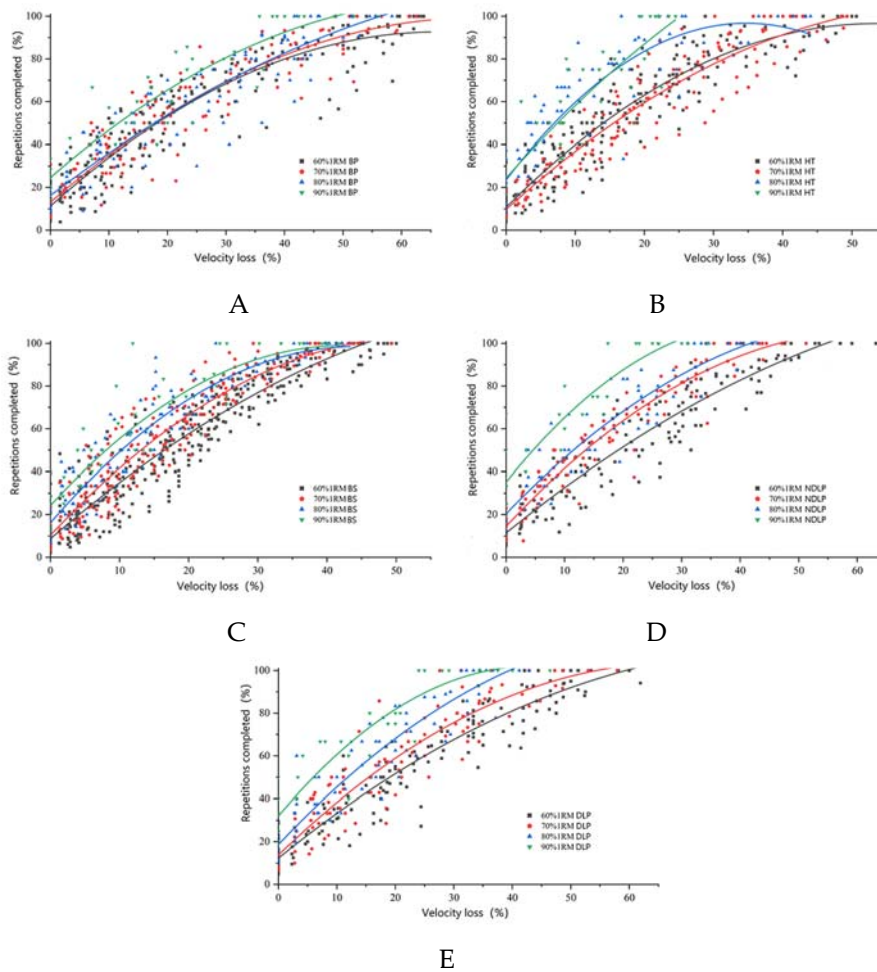 Repetitions completed (%)
100
80
60
40
20
0
60%1RM BP
70%1RM BP
80%1RM BP
90%1RM BP
0 10 20 30 40 50 60
Velocity loss (%)
A
Repetitions completed (%)
100
80
60
40
20
0
60%1RM HT
70%1RM HT
80%1RM HT
90%1RM HT
0 10 20 30 40 50
Velocity loss (%)
B
Repetitions completed (%)
100
80
60
40
20
0
60%1RM BS
70%1RM BS
80%1RM BS
90%1RM BS
0 10 20 30 40 50
Velocity loss (%)
C
Repetitions completed (%)
100
80
60
40
20
0
60%1RM NDLP
70%1RM NDLP
80%1RM NDLP
90%1RM NDLP
0 10 20 30 40 50 60
Velocity loss (%)
D
Repetitions completed (%)
100
80
60
40
20
0
60%1RM DLP
70%1RM DLP
80%1RM DLP
90%1RM DLP
0 10 20 30 40 50 60
Velocity loss (%)
E